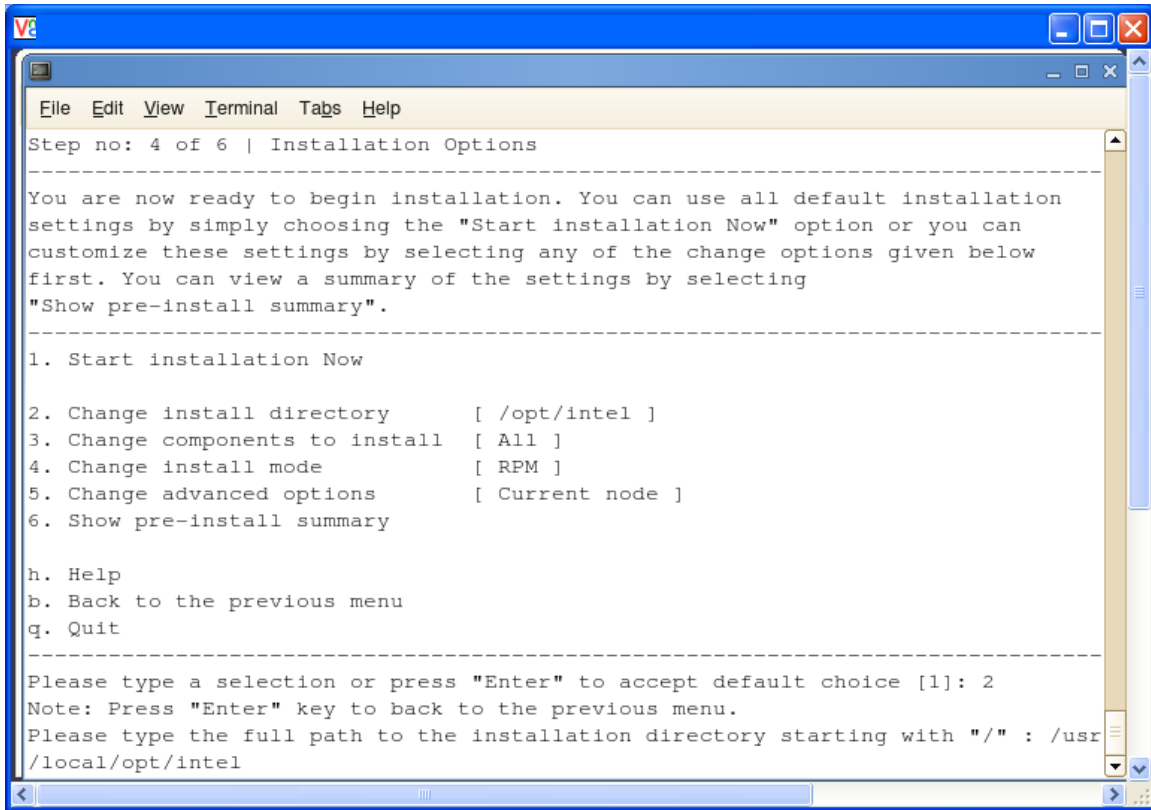 File Edit View Terminal Tabs Help
Step no: 4 of 6 | Installation Options
--------------------------------------------------------------------------------
You are now ready to begin installation. You can use all default installation
settings by simply choosing the "Start installation Now" option or you can
customize these settings by selecting any of the change options given below
first. You can view a summary of the settings by selecting
"Show pre-install summary".
--------------------------------------------------------------------------------
1. Start installation Now
2. Change install directory      [ /opt/intel ]
3. Change components to install  [ All ]
4. Change install mode           [ RPM ]
5. Change advanced options       [ Current node ]
6. Show pre-install summary
h. Help
b. Back to the previous menu
q. Quit
--------------------------------------------------------------------------------
Please type a selection or press "Enter" to accept default choice [1]: 2
Note: Press "Enter" key to back to the previous menu.
Please type the full path to the installation directory starting with "/" : /usr
/local/opt/intel